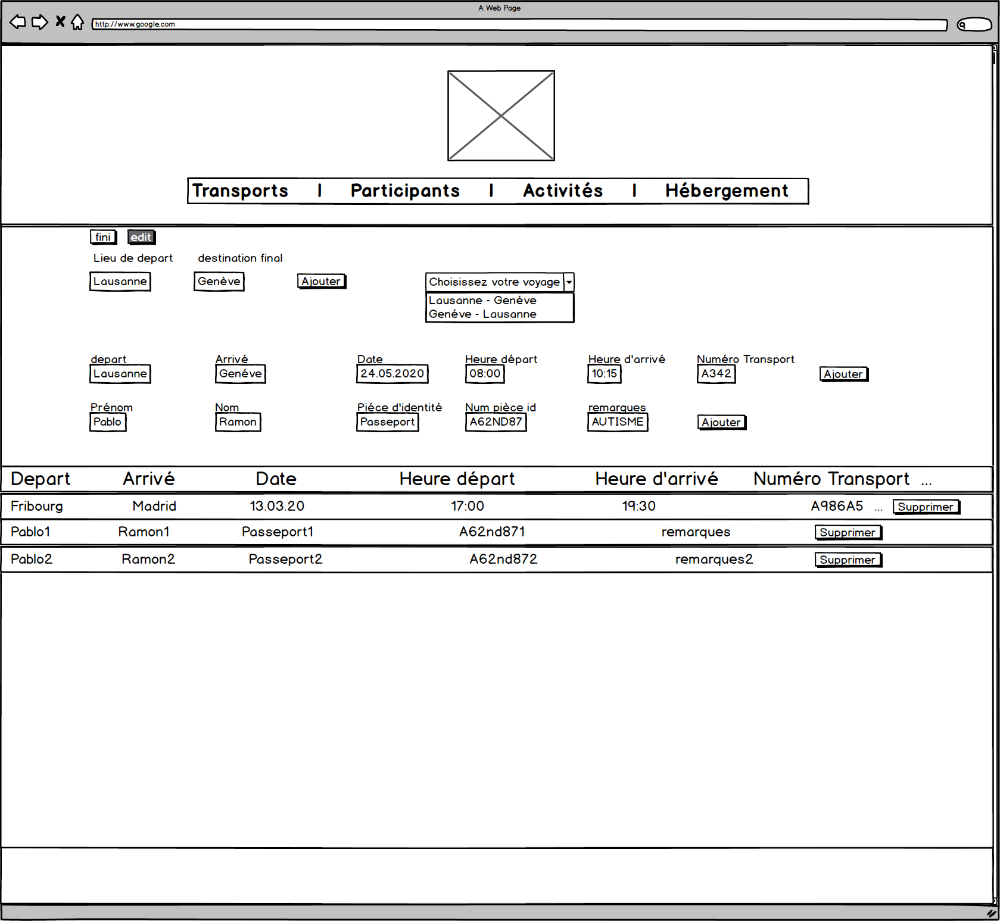 A Web Page
http://www.google.com
Transports | Participants | Activités | Hébergement
fini edit
Lieu de depart destination final
Lausanne Genève Ajouter Choisissez votre voyage
Lausanne - Genéve
Genéve - Lausanne
depart Arrivé Date Heure départ Heure d'arrivé Numéro Transport
Lausanne Genéve 24.05.2020 08:00 10:15 A342 Ajouter
Prénom Nom Piéce d'identité Num pièce id remarques
Pablo Ramon Passeport A62ND87 AUTISME Ajouter
Depart Arrivé Date Heure départ Heure d'arrivé Numéro Transport ...
Fribourg Madrid 13.03.20 17:00 19:30 A986A5 ... Supprimer
Pablo1 Ramon1 Passeport1 A62nd871 remarques Supprimer
Pablo2 Ramon2 Passeport2 A62nd872 remarques2 Supprimer